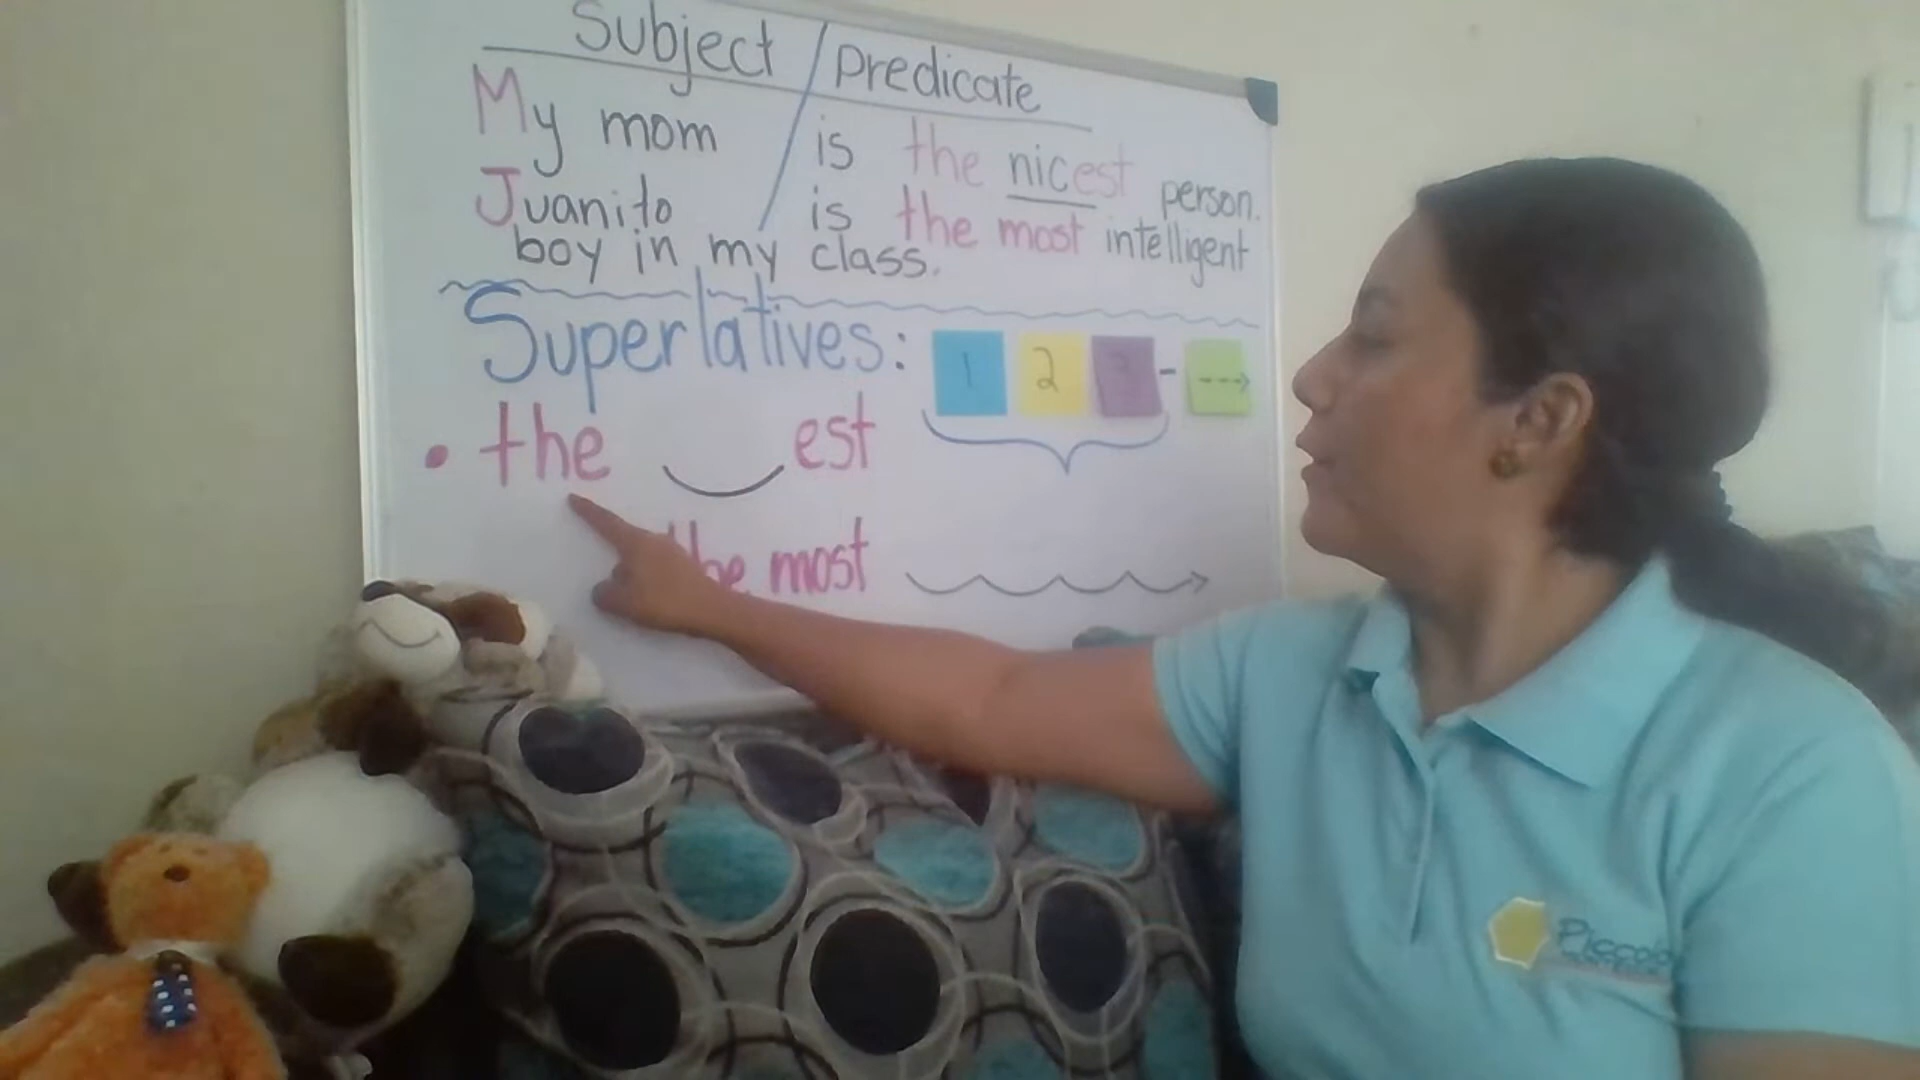 Subject / Predicate
My mom is the nicest person.
Juanito is the most intelligent
boy in my class.
Superlatives: 1 2 3 -
• the est
the most
Piccolo